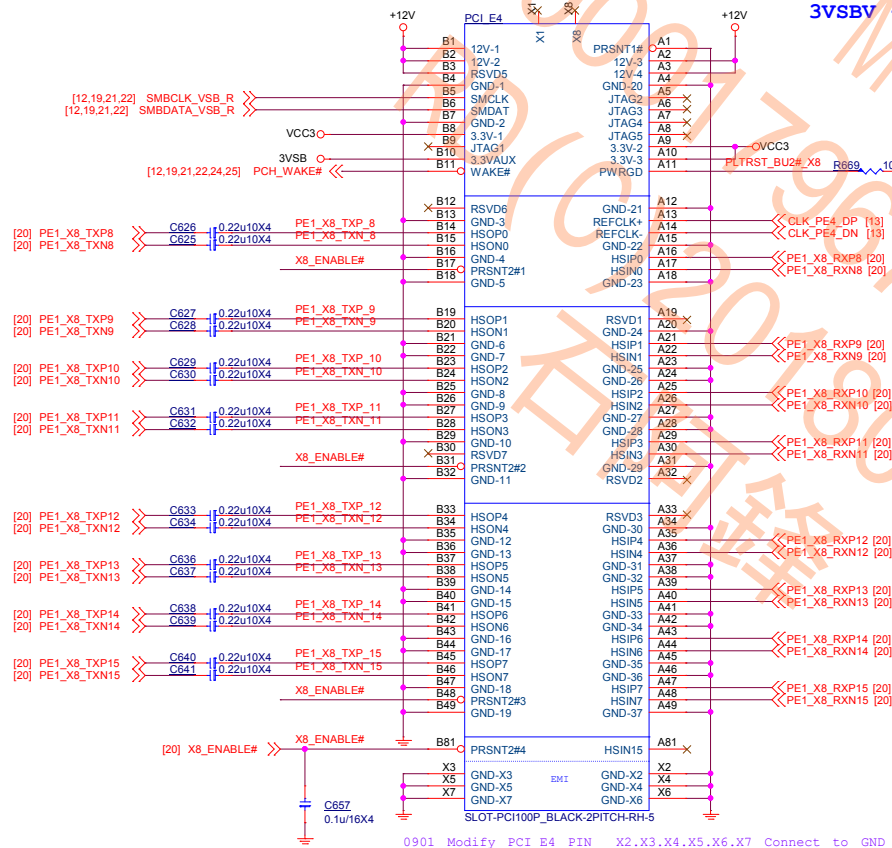 3VSBV
+12V
PCI_E4
X1
X8
+12V
B1 12V-1 PRSNT1# A1
B2 12V-2 12V-3 A2
B3 RSVD5 12V-4 A3
B4 GND-1 GND-20 A4
[12,19,21,22] SMBCLK_VSB_R B5 SMCLK JTAG2 A5
[12,19,21,22] SMBDATA_VSB_R B6 SMDAT JTAG3 A6
B7 GND-2 JTAG4 A7
VCC3 B8 3.3V-1 JTAG5 A8
B9 JTAG1 3.3V-2 A9 VCC3
3VSB B10 3.3VAUX 3.3V-3 A10 PLTRST_BU2#_X8
[12,19,21,22,24,25] PCH_WAKE# B11 WAKE# PWRGD A11 R669 10
B12 RSVD6 GND-21 A12
B13 GND-3 REFCLK+ A13 CLK_PE4_DP [13]
[20] PE1_X8_TXP8 C626 0.22u10X4 PE1_X8_TXP_8 B14 HSOP0 REFCLK- A14 CLK_PE4_DN [13]
[20] PE1_X8_TXN8 C625 0.22u10X4 PE1_X8_TXN_8 B15 HSON0 GND-22 A15
B16 GND-4 HSIP0 A16 PE1_X8_RXP8 [20]
X8_ENABLE# B17 PRSNT2#1 HSIN0 A17 PE1_X8_RXN8 [20]
B18 GND-5 GND-23 A18
[20] PE1_X8_TXP9 C627 0.22u10X4 PE1_X8_TXP_9 B19 HSOP1 RSVD1 A19
[20] PE1_X8_TXN9 C628 0.22u10X4 PE1_X8_TXN_9 B20 HSON1 GND-24 A20
B21 GND-6 HSIP1 A21 PE1_X8_RXP9 [20]
B22 GND-7 HSIN1 A22 PE1_X8_RXN9 [20]
[20] PE1_X8_TXP10 C629 0.22u10X4 PE1_X8_TXP_10 B23 HSOP2 GND-25 A23
[20] PE1_X8_TXN10 C630 0.22u10X4 PE1_X8_TXN_10 B24 HSON2 GND-26 A24
B25 GND-8 HSIP2 A25 PE1_X8_RXP10 [20]
B26 GND-9 HSIN2 A26 PE1_X8_RXN10 [20]
[20] PE1_X8_TXP11 C631 0.22u10X4 PE1_X8_TXP_11 B27 HSOP3 GND-27 A27
[20] PE1_X8_TXN11 C632 0.22u10X4 PE1_X8_TXN_11 B28 HSON3 GND-28 A28
B29 GND-10 HSIP3 A29 PE1_X8_RXP11 [20]
B30 RSVD7 HSIN3 A30 PE1_X8_RXN11 [20]
X8_ENABLE# B31 PRSNT2#2 GND-29 A31
B32 GND-11 RSVD2 A32
[20] PE1_X8_TXP12 C633 0.22u10X4 PE1_X8_TXP_12 B33 HSOP4 RSVD3 A33
[20] PE1_X8_TXN12 C634 0.22u10X4 PE1_X8_TXN_12 B34 HSON4 GND-30 A34
B35 GND-12 HSIP4 A35 PE1_X8_RXP12 [20]
B36 GND-13 HSIN4 A36 PE1_X8_RXN12 [20]
[20] PE1_X8_TXP13 C636 0.22u10X4 PE1_X8_TXP_13 B37 HSOP5 GND-31 A37
[20] PE1_X8_TXN13 C637 0.22u10X4 PE1_X8_TXN_13 B38 HSON5 GND-32 A38
B39 GND-14 HSIP5 A39 PE1_X8_RXP13 [20]
B40 GND-15 HSIN5 A40 PE1_X8_RXN13 [20]
[20] PE1_X8_TXP14 C638 0.22u10X4 PE1_X8_TXP_14 B41 HSOP6 GND-33 A41
[20] PE1_X8_TXN14 C639 0.22u10X4 PE1_X8_TXN_14 B42 HSON6 GND-34 A42
B43 GND-16 HSIP6 A43 PE1_X8_RXP14 [20]
B44 GND-17 HSIN6 A44 PE1_X8_RXN14 [20]
[20] PE1_X8_TXP15 C640 0.22u10X4 PE1_X8_TXP_15 B45 HSOP7 GND-35 A45
[20] PE1_X8_TXN15 C641 0.22u10X4 PE1_X8_TXN_15 B46 HSON7 GND-36 A46
B47 GND-18 HSIP7 A47 PE1_X8_RXP15 [20]
X8_ENABLE# B48 PRSNT2#3 HSIN7 A48 PE1_X8_RXN15 [20]
B49 GND-19 GND-37 A49
[20] X8_ENABLE# X8_ENABLE# B81 PRSNT2#4 HSIN15 A81
X3 GND-X3 EMI GND-X2 X2
X5 GND-X5 GND-X4 X4
X7 GND-X7 GND-X6 X6
C657
0.1u/16X4
SLOT-PCI100P_BLACK-2PITCH-RH-5
0901 Modify PCI_E4 PIN X2.X3.X4.X5.X6.X7 Connect to GND